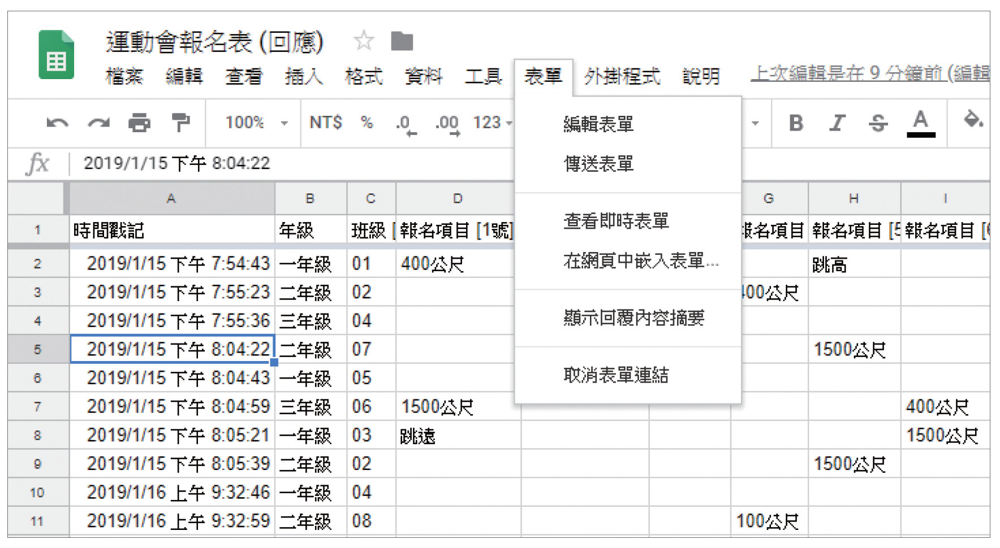 運動會報名表 (回應)
檔案 編輯 查看 插入 格式 資料 工具 表單 外掛程式 說明 上次編輯是在 9 分鐘前 (編輯
100% NT$ % .0 .00 123 B I S A
編輯表單
傳送表單
查看即時表單
在網頁中嵌入表單...
顯示回覆內容摘要
取消表單連結
fx 2019/1/15 下午 8:04:22
A B C D G H I
1 時間戳記 年級 班級 [ 報名項目 [1號] 報名項目 報名項目 [5 報名項目 [6
2 2019/1/15 下午 7:54:43 一年級 01 400公尺 跳高
3 2019/1/15 下午 7:55:23 二年級 02 400公尺
4 2019/1/15 下午 7:55:36 三年級 04
5 2019/1/15 下午 8:04:22 二年級 07 1500公尺
6 2019/1/15 下午 8:04:43 一年級 05
7 2019/1/15 下午 8:04:59 三年級 06 1500公尺 400公尺
8 2019/1/15 下午 8:05:21 一年級 03 跳遠 1500公尺
9 2019/1/15 下午 8:05:39 二年級 02 1500公尺
10 2019/1/16 上午 9:32:46 一年級 04
11 2019/1/16 上午 9:32:59 二年級 08 100公尺